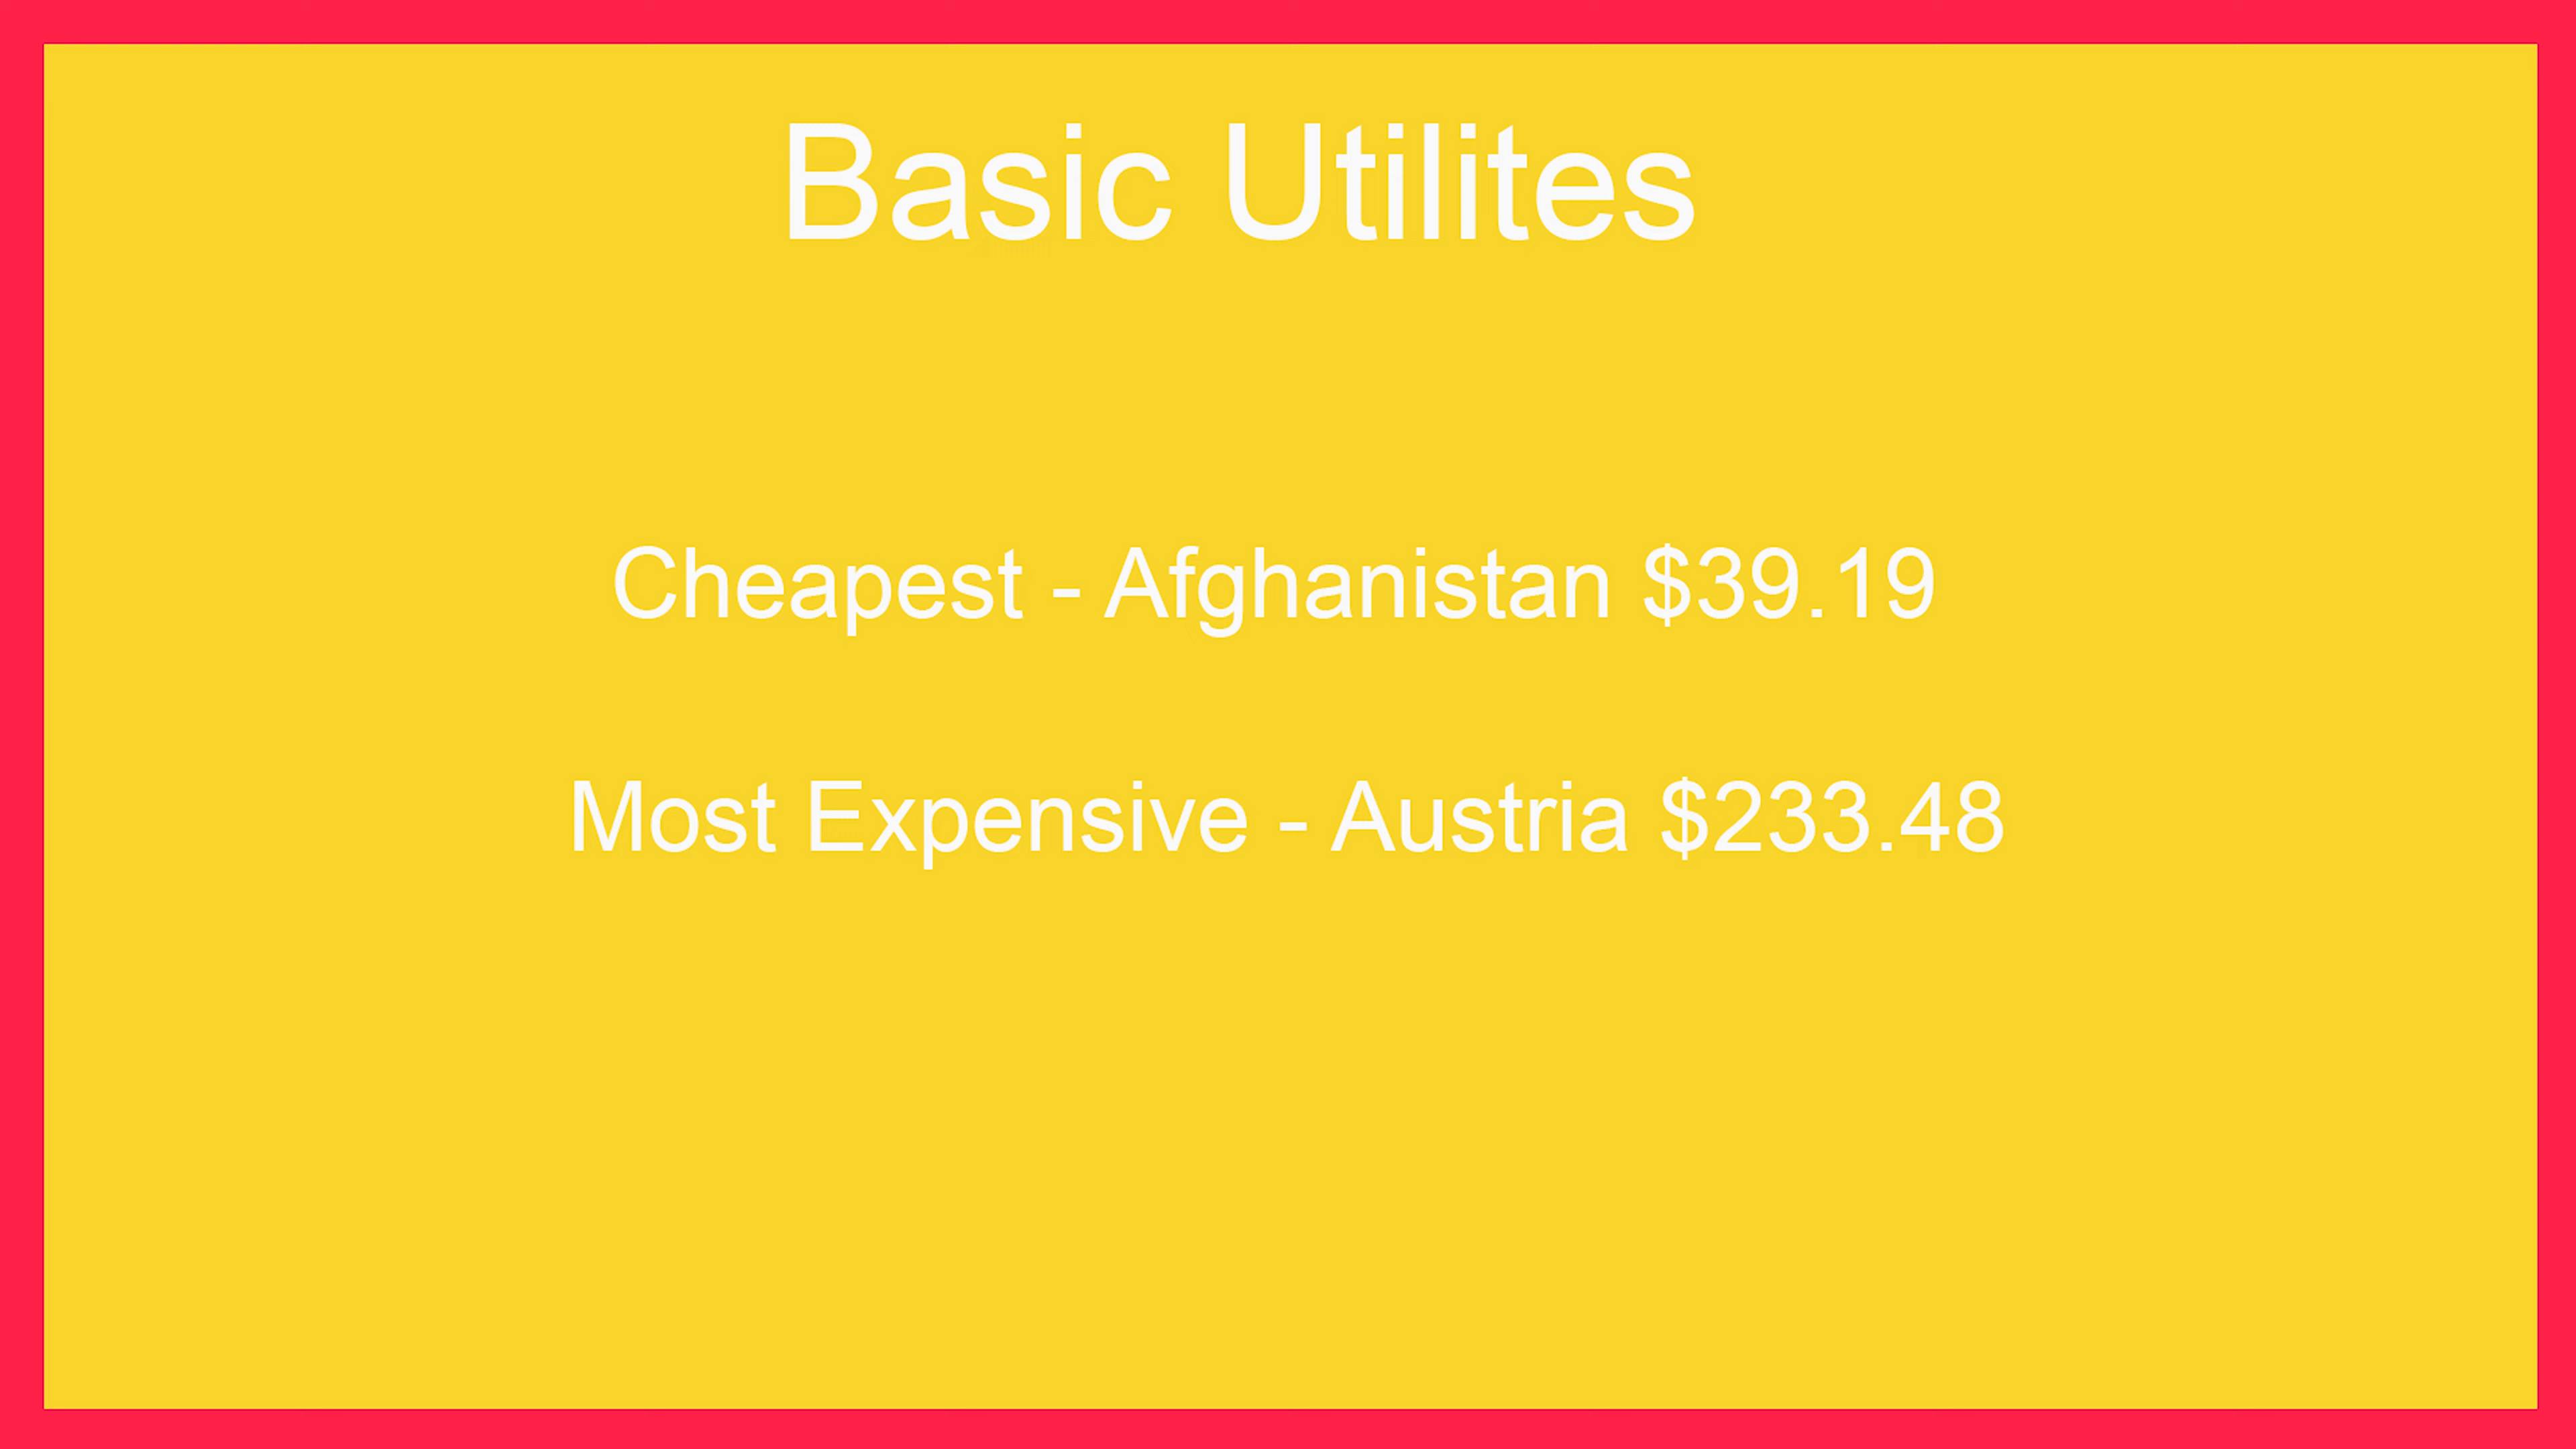 Basic Utilites
Cheapest - Afghanistan $39.19
Most Expensive - Austria $233.48